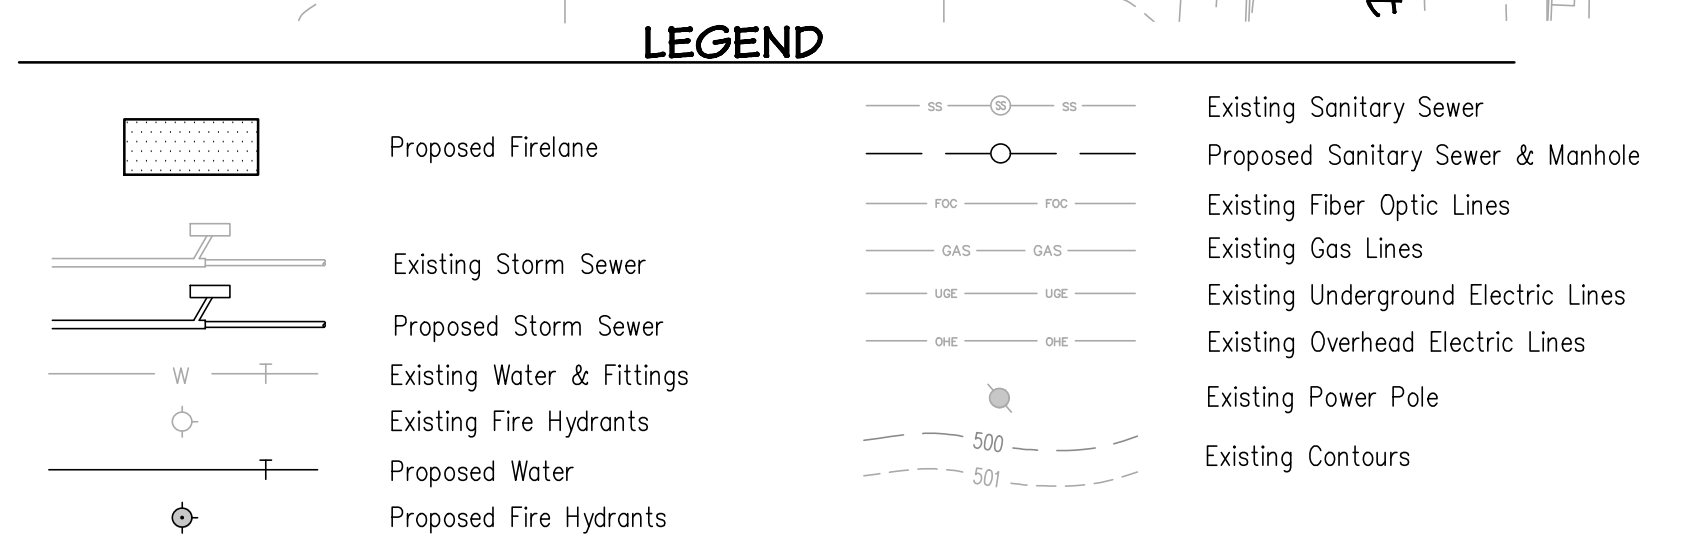 LEGEND
Proposed Firelane
Existing Storm Sewer
Proposed Storm Sewer
W Existing Water & Fittings
Existing Fire Hydrants
Proposed Water
Proposed Fire Hydrants
SS SS SS Existing Sanitary Sewer
Proposed Sanitary Sewer & Manhole
FOC FOC Existing Fiber Optic Lines
GAS GAS Existing Gas Lines
UGE UGE Existing Underground Electric Lines
OHE OHE Existing Overhead Electric Lines
Existing Power Pole
500
Existing Contours
501